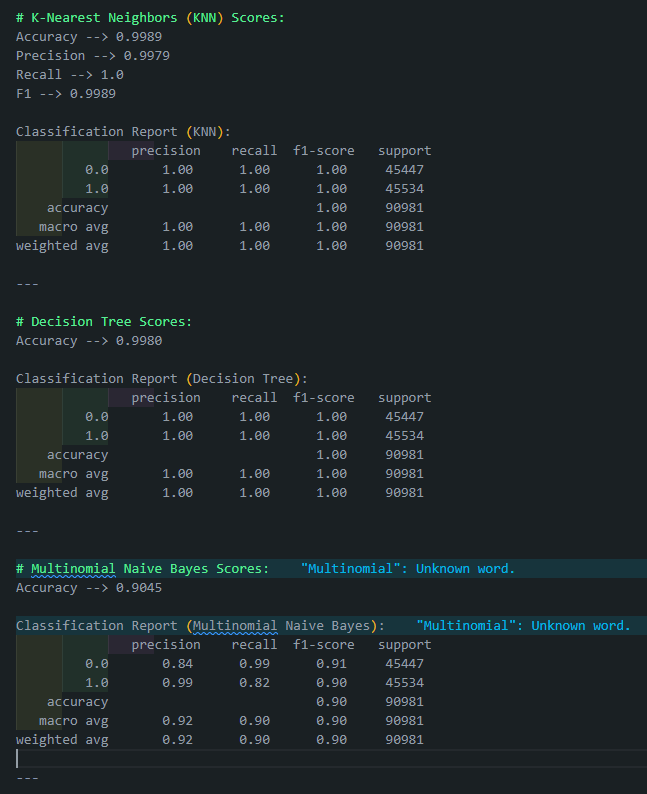 # K-Nearest Neighbors (KNN) Scores:
Accuracy --> 0.9989
Precision --> 0.9979
Recall --> 1.0
F1 --> 0.9989
Classification Report (KNN):
precision recall f1-score support
0.0 1.00 1.00 1.00 45447
1.0 1.00 1.00 1.00 45534
accuracy 1.00 90981
macro avg 1.00 1.00 1.00 90981
weighted avg 1.00 1.00 1.00 90981
---
# Decision Tree Scores:
Accuracy --> 0.9980
Classification Report (Decision Tree):
precision recall f1-score support
0.0 1.00 1.00 1.00 45447
1.0 1.00 1.00 1.00 45534
accuracy 1.00 90981
macro avg 1.00 1.00 1.00 90981
weighted avg 1.00 1.00 1.00 90981
---
# Multinomial Naive Bayes Scores: "Multinomial": Unknown word.
Accuracy --> 0.9045
Classification Report (Multinomial Naive Bayes): "Multinomial": Unknown word.
precision recall f1-score support
0.0 0.84 0.99 0.91 45447
1.0 0.99 0.82 0.90 45534
accuracy 0.90 90981
macro avg 0.92 0.90 0.90 90981
weighted avg 0.92 0.90 0.90 90981
---